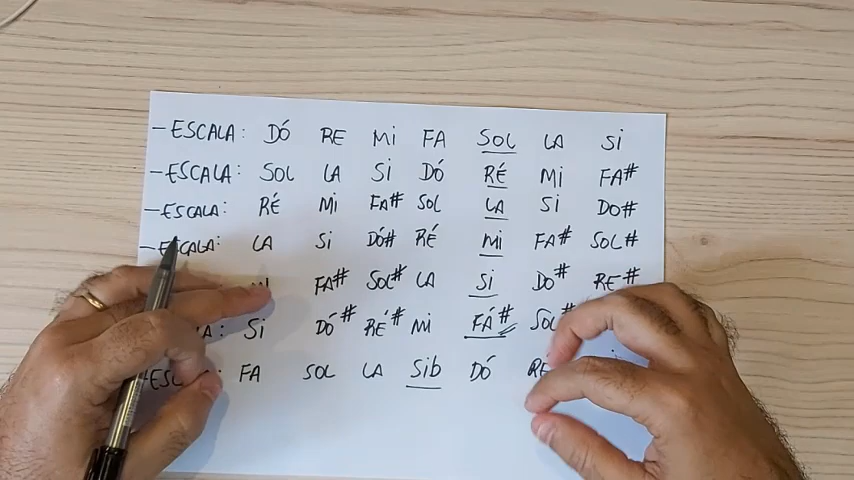 - ESCALA: DÓ RE Mi FA SOL LA Si
- ESCALA: SOL LA Si DÓ RÉ Mi FA#
- ESCALA: RÉ Mi FA# SOL LA Si DO#
- ESCALA: LA Si DÓ# RÉ Mi FA# SOL#
FA# SOL# LA Si DO# RE#
Si DÓ# RÉ# Mi FÁ# SOL#
FA SOL LA Sib DÓ